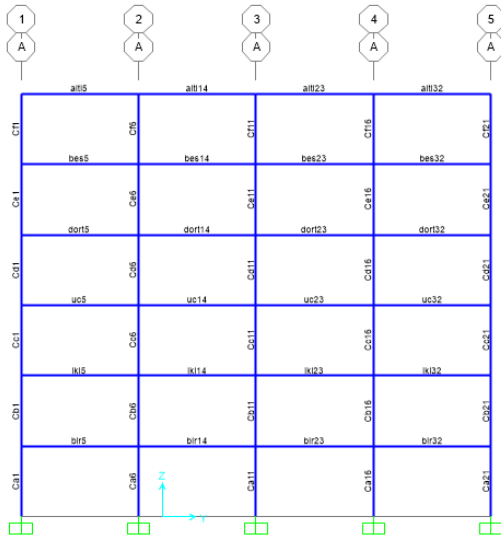 1 2 3 4 5
A A A A A
alti5 alti14 alti23 alti32
Cf1 Cf6 Cf11 Cf16 Cf21
bes5 bes14 bes23 bes32
Ce1 Ce6 Ce11 Ce16 Ce21
dort5 dort14 dort23 dort32
Cd1 Cd6 Cd11 Cd16 Cd21
uc5 uc14 uc23 uc32
Cc1 Cc6 Cc11 Cc16 Cc21
iki5 iki14 iki23 iki32
Cb1 Cb6 Cb11 Cb16 Cb21
bir5 bir14 bir23 bir32
Ca1 Ca6 Ca11 Ca16 Ca21
Z
Y